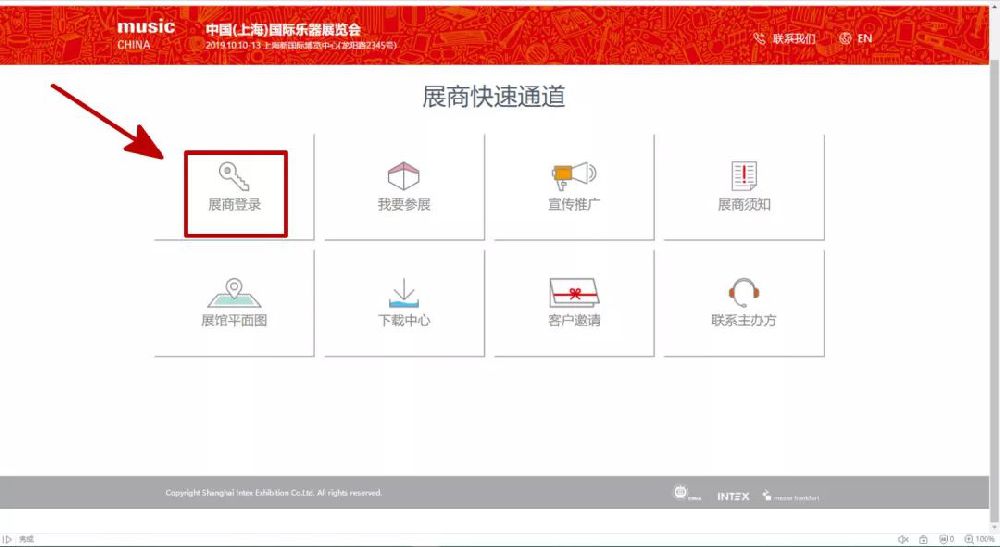 music
CHINA
中国(上海)国际乐器展览会
2019.10.10-13 上海新国际博览中心(龙阳路2345号)
联系我们
EN
展商快速通道
展商登录
我要参展
宣传推广
展商须知
展馆平面图
下载中心
客户邀请
联系主办方
Copyright Shanghai Intex Exhibition Co.Ltd. All rights reserved.
INTEX
messe frankfurt
完成
0
100%